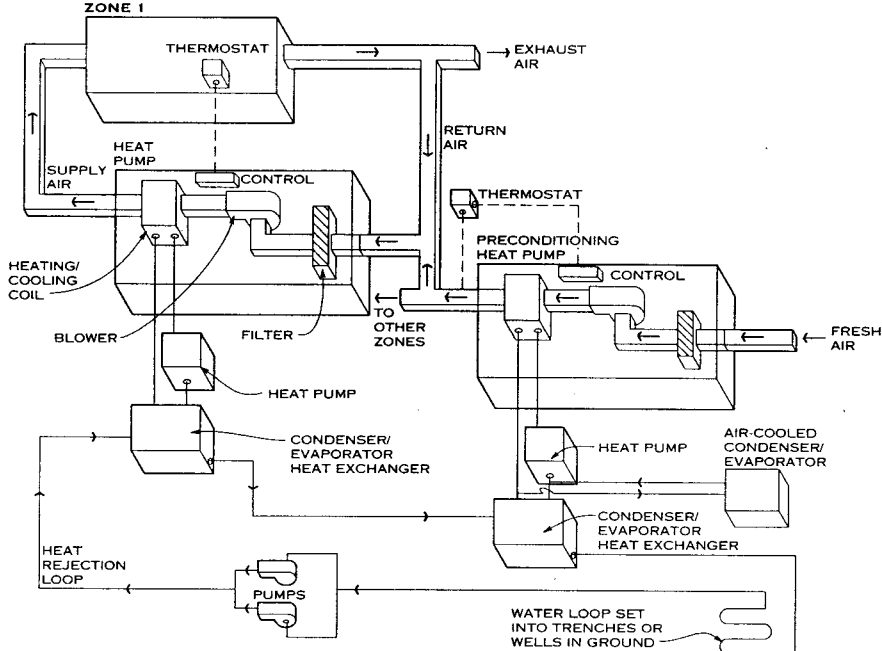 ZONE 1
THERMOSTAT
EXHAUST
AIR
HEAT
PUMP
RETURN
AIR
SUPPLY
AIR
CONTROL
THERMOSTAT
PRECONDITIONING
HEAT PUMP
CONTROL
HEATING/
COOLING
COIL
BLOWER
FILTER
TO
OTHER
ZONES
FRESH
AIR
HEAT PUMP
CONDENSER/
EVAPORATOR
HEAT EXCHANGER
HEAT PUMP
AIR-COOLED
CONDENSER/
EVAPORATOR
CONDENSER/
EVAPORATOR
HEAT EXCHANGER
HEAT
REJECTION
LOOP
PUMPS
WATER LOOP SET
INTO TRENCHES OR
WELLS IN GROUND